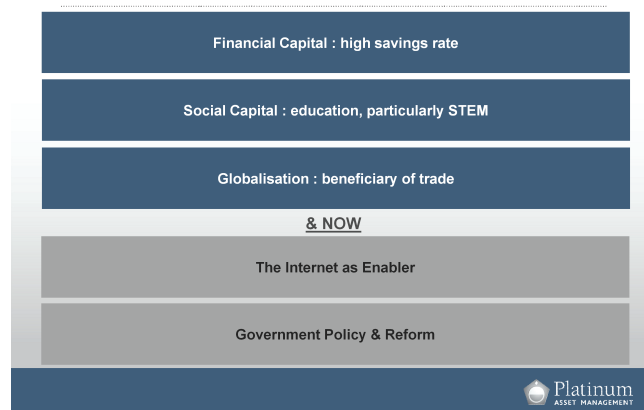 Financial Capital : high savings rate
Social Capital : education, particularly STEM
Globalisation : beneficiary of trade
& NOW
The Internet as Enabler
Government Policy & Reform
Platinum
ASSET MANAGEMENT